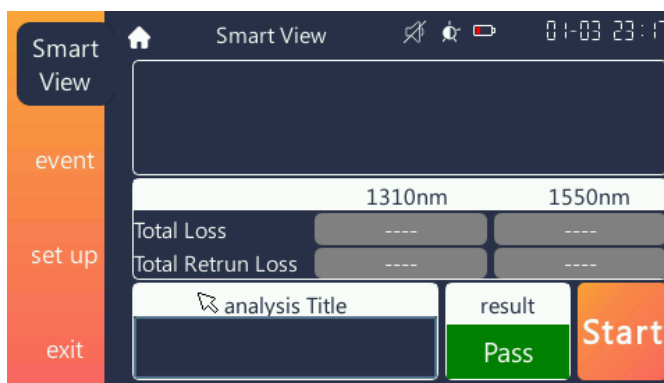 Smart View
Smart View
01-03 23:1
event
1310nm 1550nm
Total Loss ---- ----
set up
Total Retrun Loss ---- ----
analysis Title
result
Start
exit
Pass